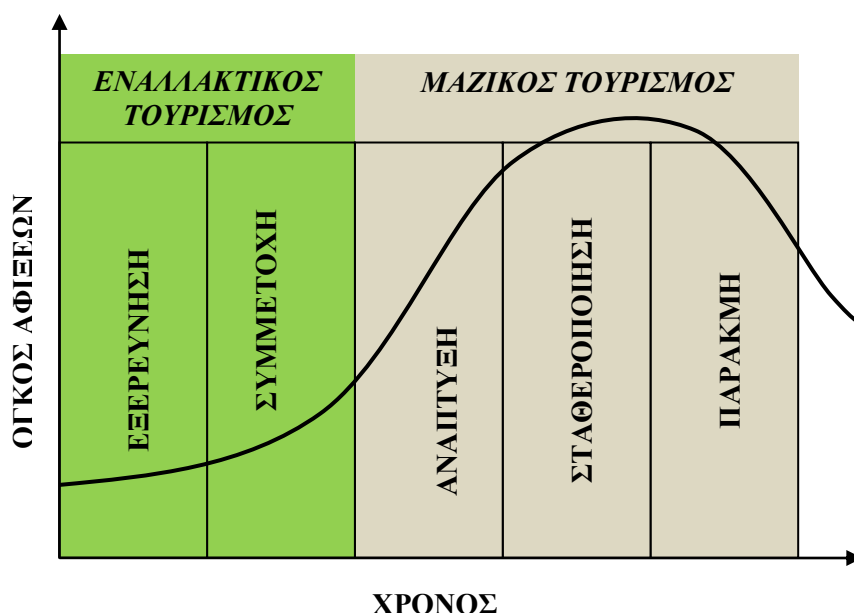 ΕΝΑΛΛΑΚΤΙΚΟΣ
ΤΟΥΡΙΣΜΟΣ
ΜΑΖΙΚΟΣ ΤΟΥΡΙΣΜΟΣ
ΟΓΚΟΣ ΑΦΙΞΕΩΝ
ΕΞΕΡΕΥΝΗΣΗ
ΣΥΜΜΕΤΟΧΗ
ΑΝΑΠΤΥΞΗ
ΣΤΑΘΕΡΟΠΟΙΗΣΗ
ΠΑΡΑΚΜΗ
ΧΡΟΝΟΣ